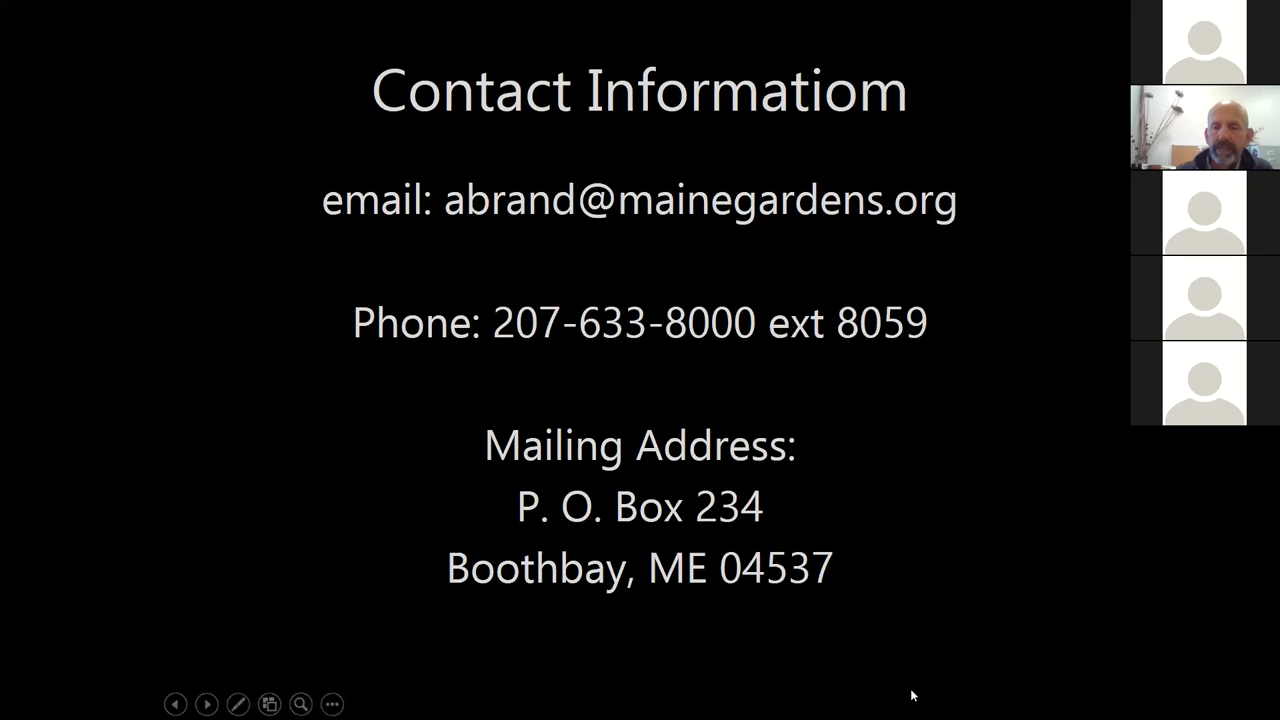 Contact Informatiom
email: abrand@mainegardens.org
Phone: 207-633-8000 ext 8059
Mailing Address:
P. O. Box 234
Boothbay, ME 04537